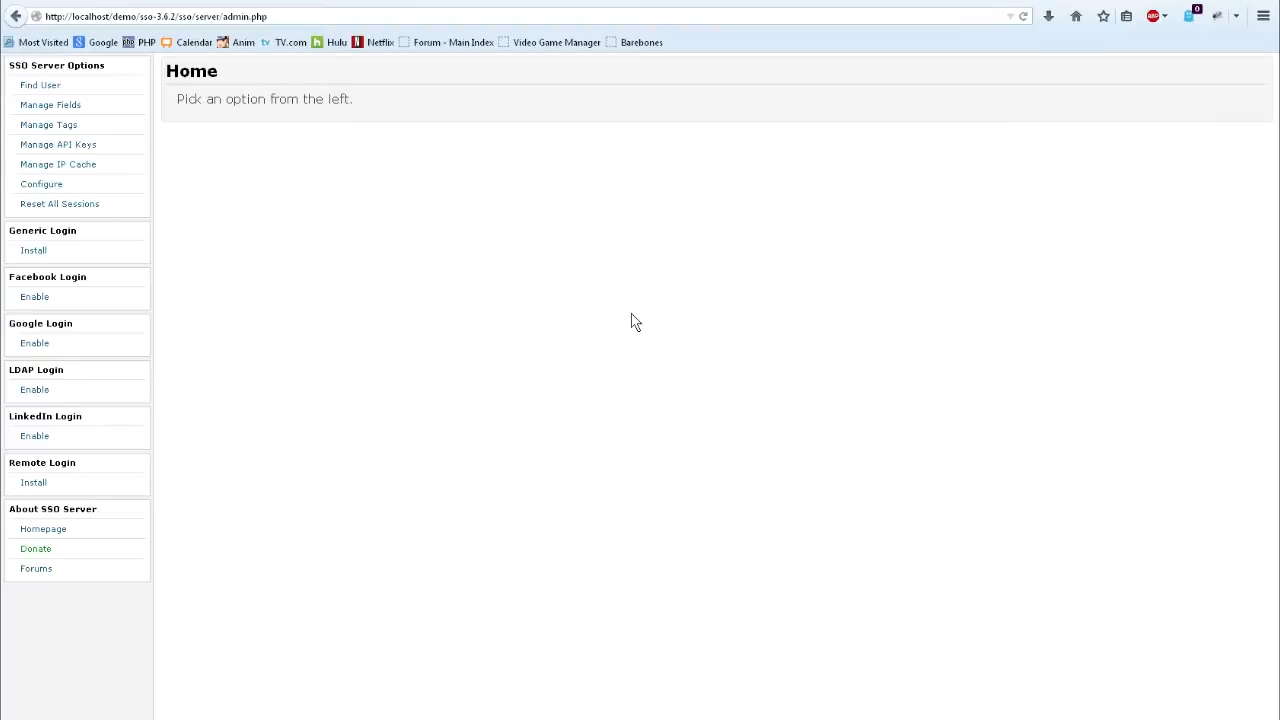 http://localhost/demo/sso-3.6.2/sso/server/admin.php
ABP
0
Most Visited Google PHP Calendar Anim tv TV.com h Hulu N Netflix Forum - Main Index Video Game Manager Barebones
SSO Server Options
Find User
Manage Fields
Manage Tags
Manage API Keys
Manage IP Cache
Configure
Reset All Sessions
Generic Login
Install
Facebook Login
Enable
Google Login
Enable
LDAP Login
Enable
LinkedIn Login
Enable
Remote Login
Install
About SSO Server
Homepage
Donate
Forums
Home
Pick an option from the left.